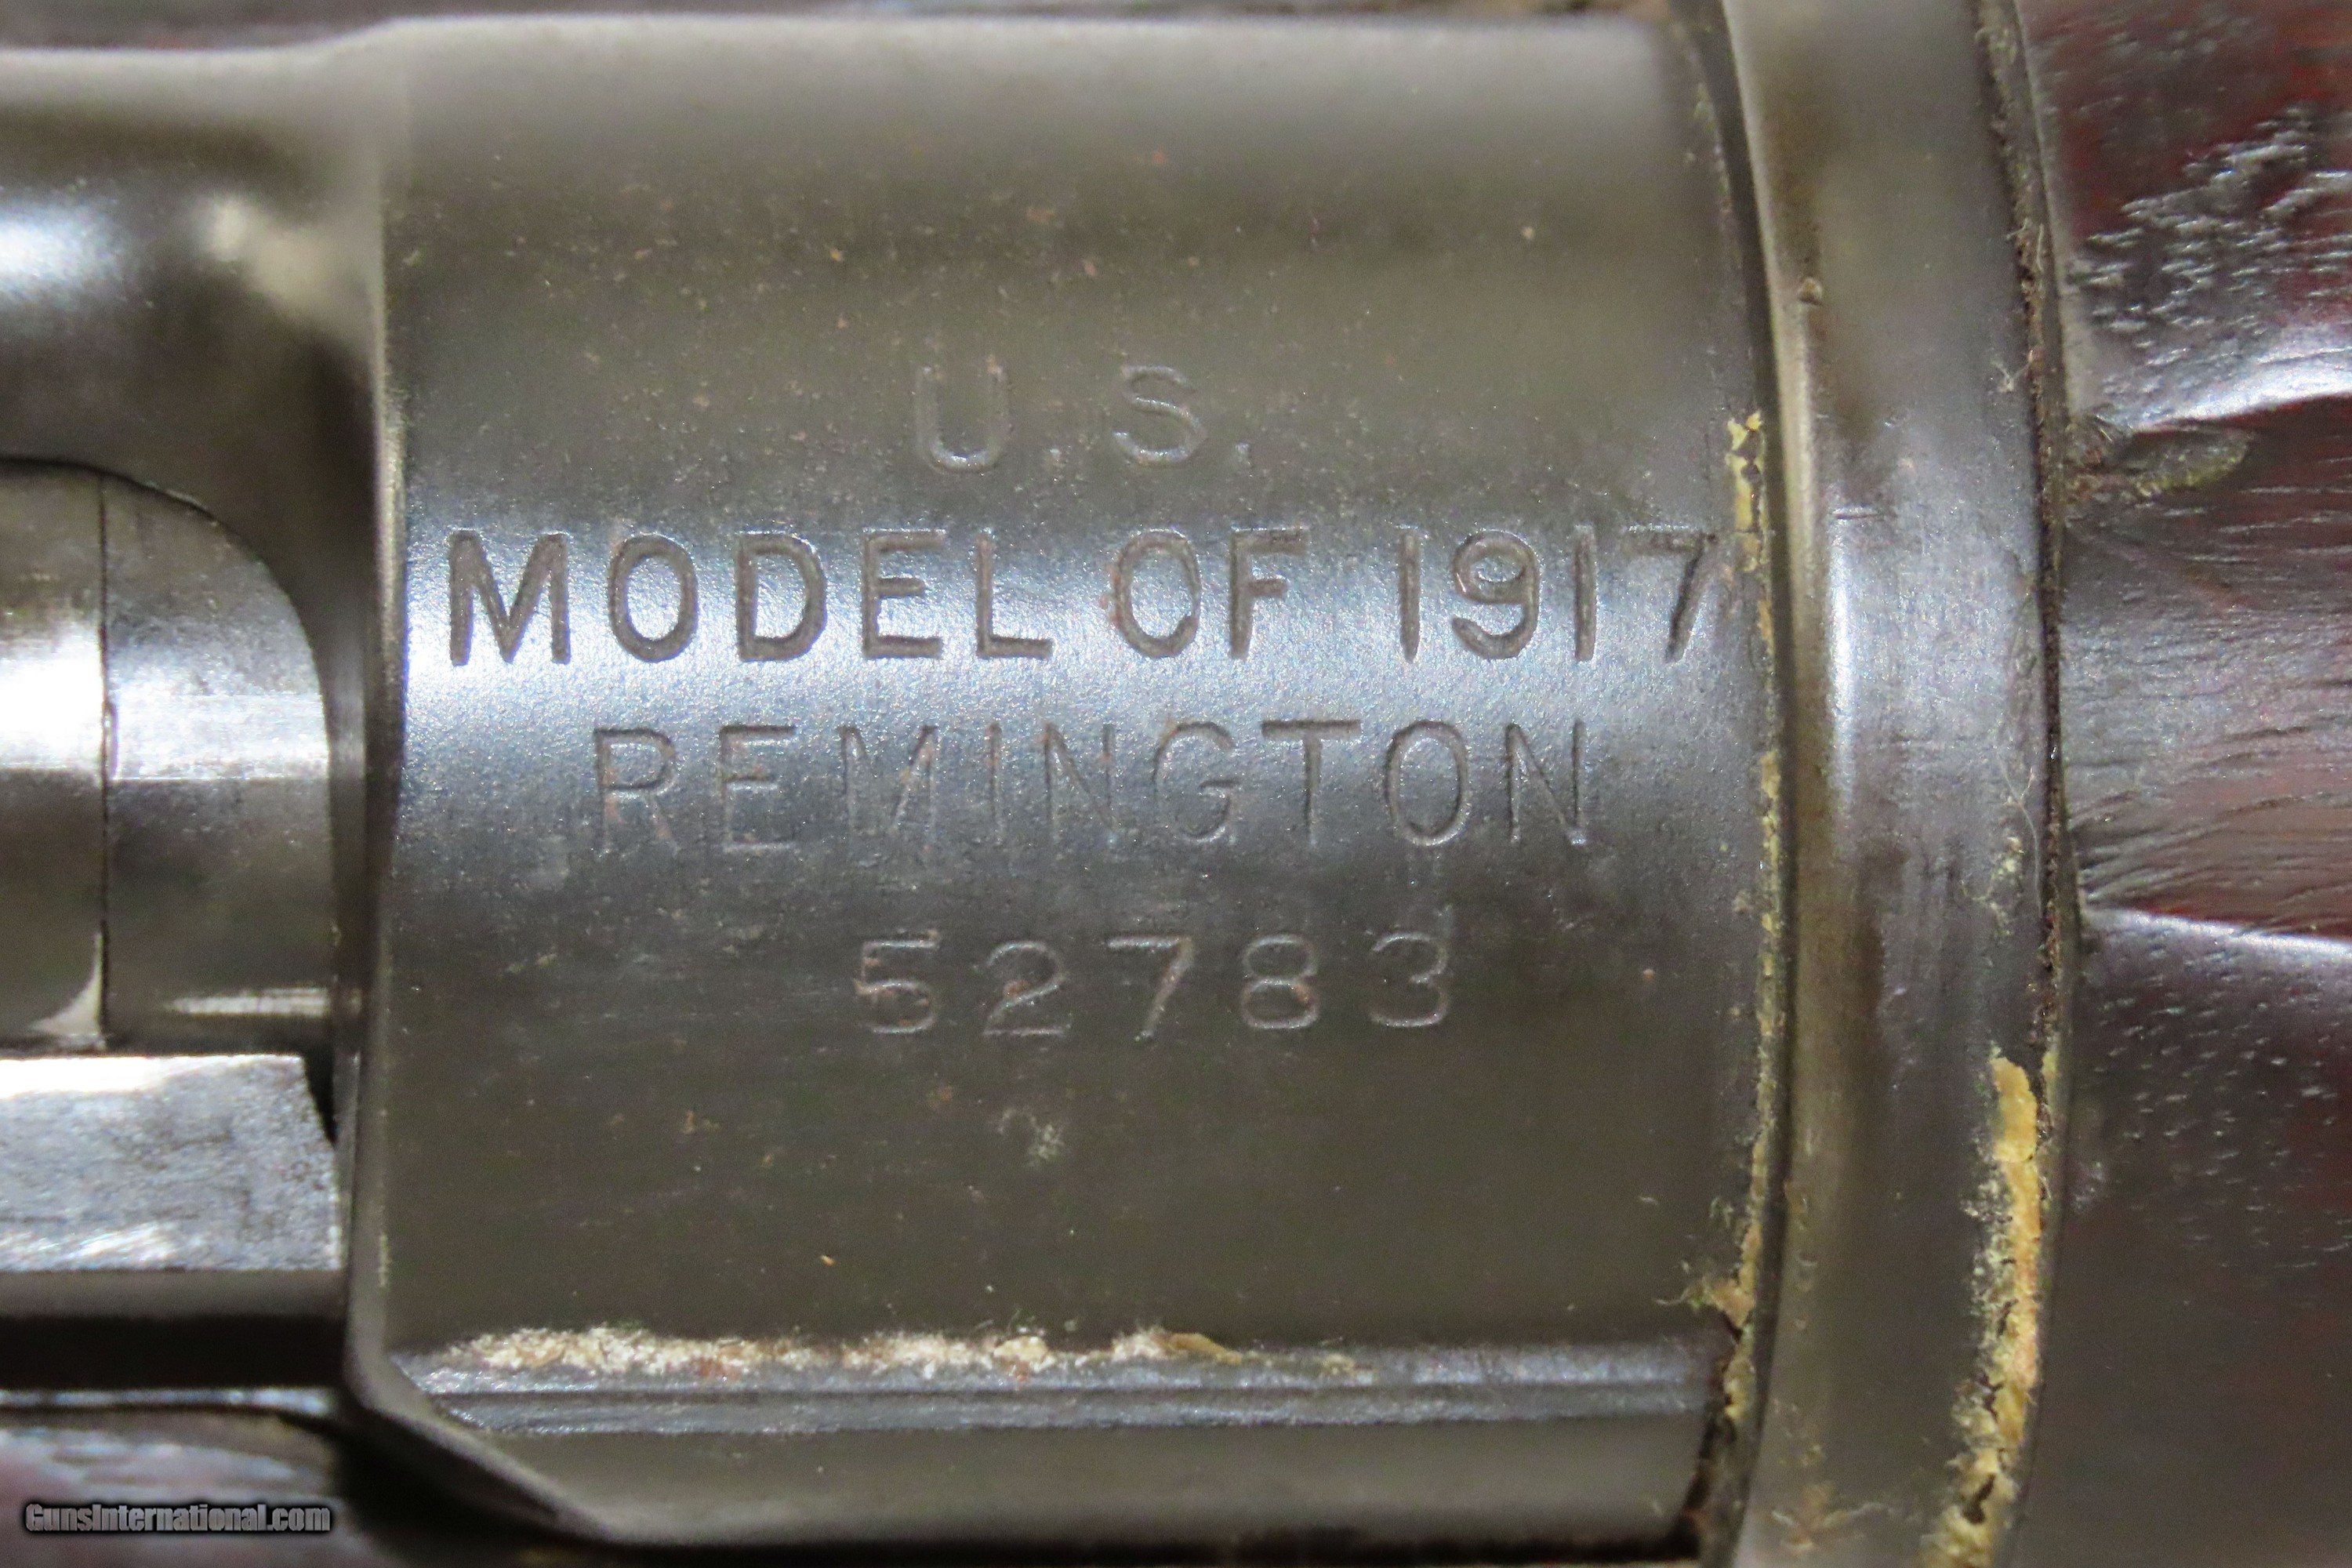 U.S.
MODEL OF 1917
REMINGTON
52783
GunsInternational.com